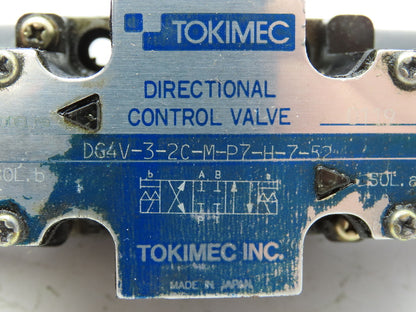 TOKIMEC
DIRECTIONAL
CONTROL VALVE
DG4V-3-2C-M-P7-H-7-52
SOL.b
SOL.a
b A B a
P T
TOKIMEC INC.
MADE IN JAPAN